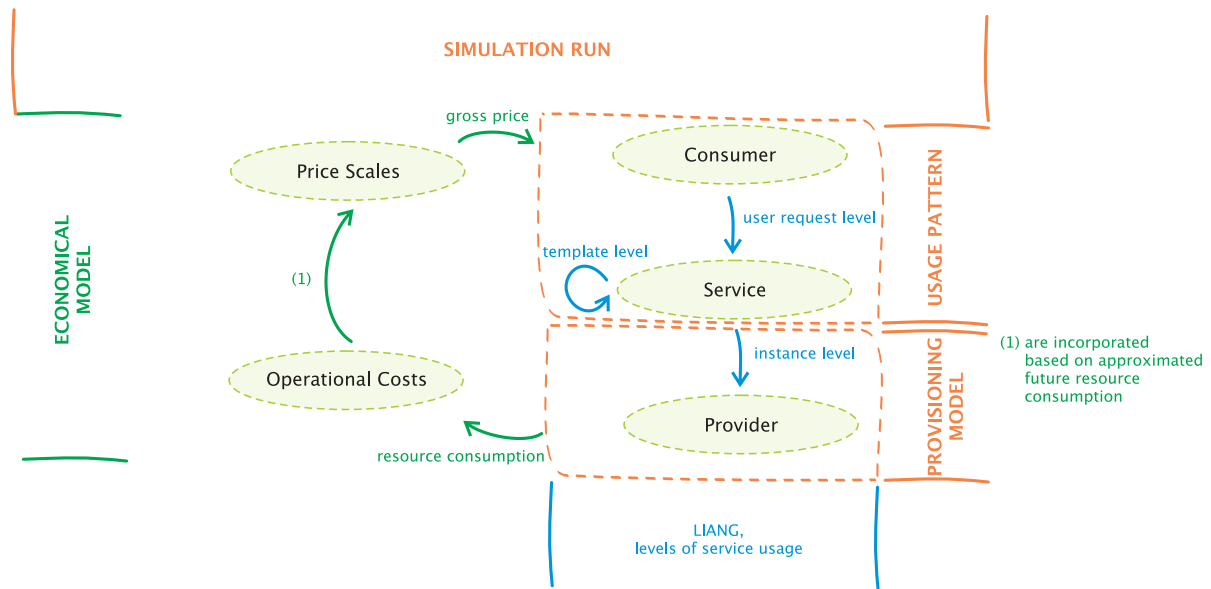 SIMULATION RUN
gross price
Price Scales
Consumer
user request level
template level
Service
(1)
ECONOMICAL
MODEL
USAGE PATTERN
instance level
Operational Costs
Provider
resource consumption
PROVISIONING
MODEL
(1) are incorporated
based on approximated
future resource
consumption
LIANG,
levels of service usage